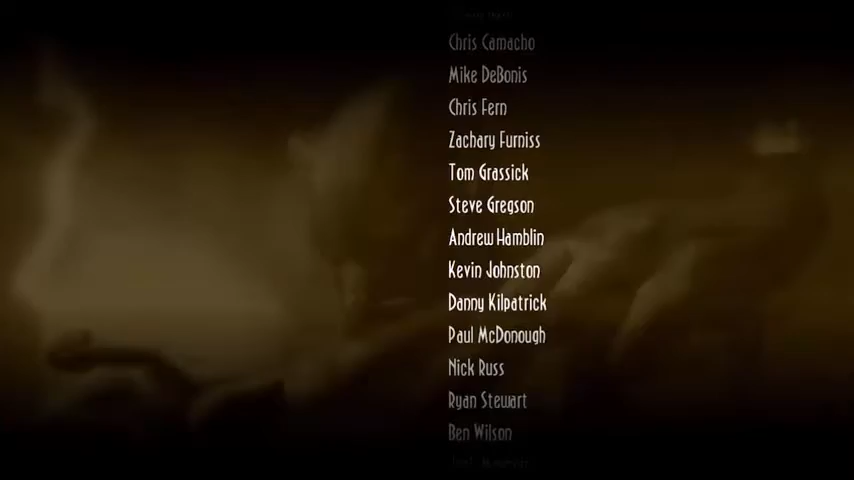 Chris Camacho
Mike DeBonis
Chris Fern
Zachary Furniss
Tom Grassick
Steve Gregson
Andrew Hamblin
Kevin Johnston
Danny Kilpatrick
Paul McDonough
Nick Russ
Ryan Stewart
Ben Wilson